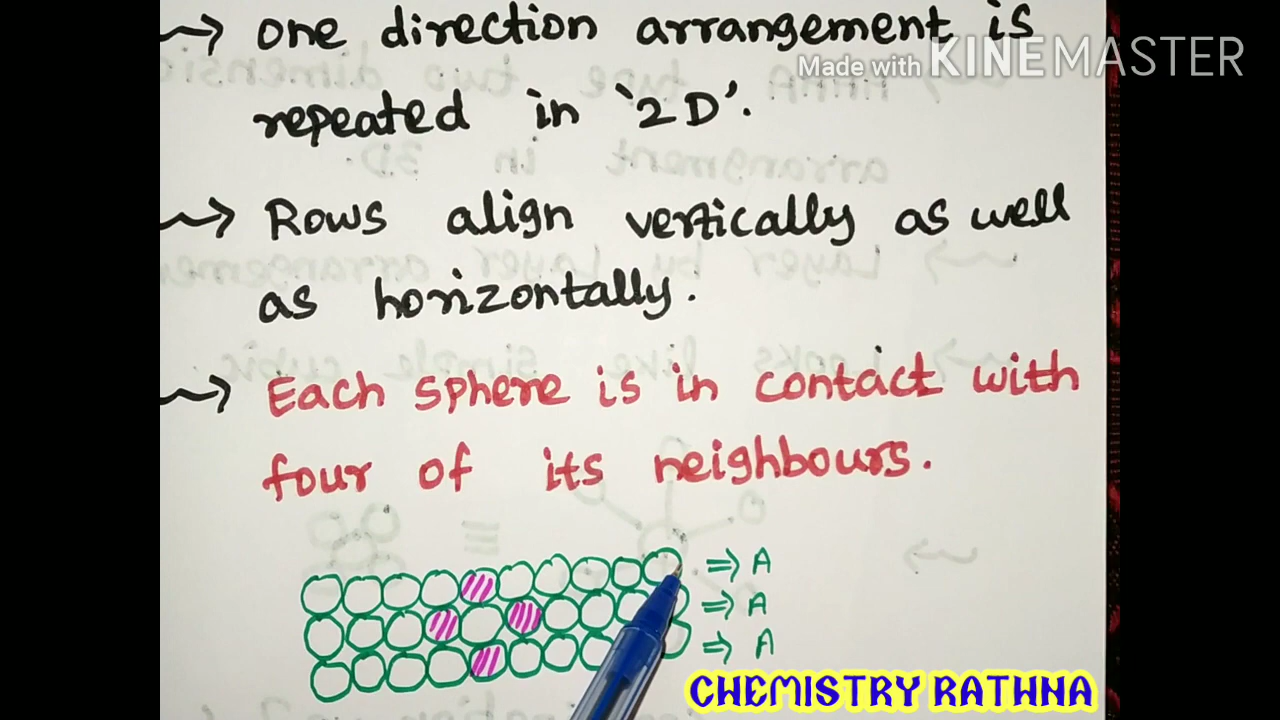 one direction arrangement is
Made with KINEMASTER
repeated in '2D'.
Rows align vertically as well
as horizontally.
Each sphere is in contact with
four of its neighbours.
⇒ A
⇒ A
⇒ A
CHEMISTRY RATHNA